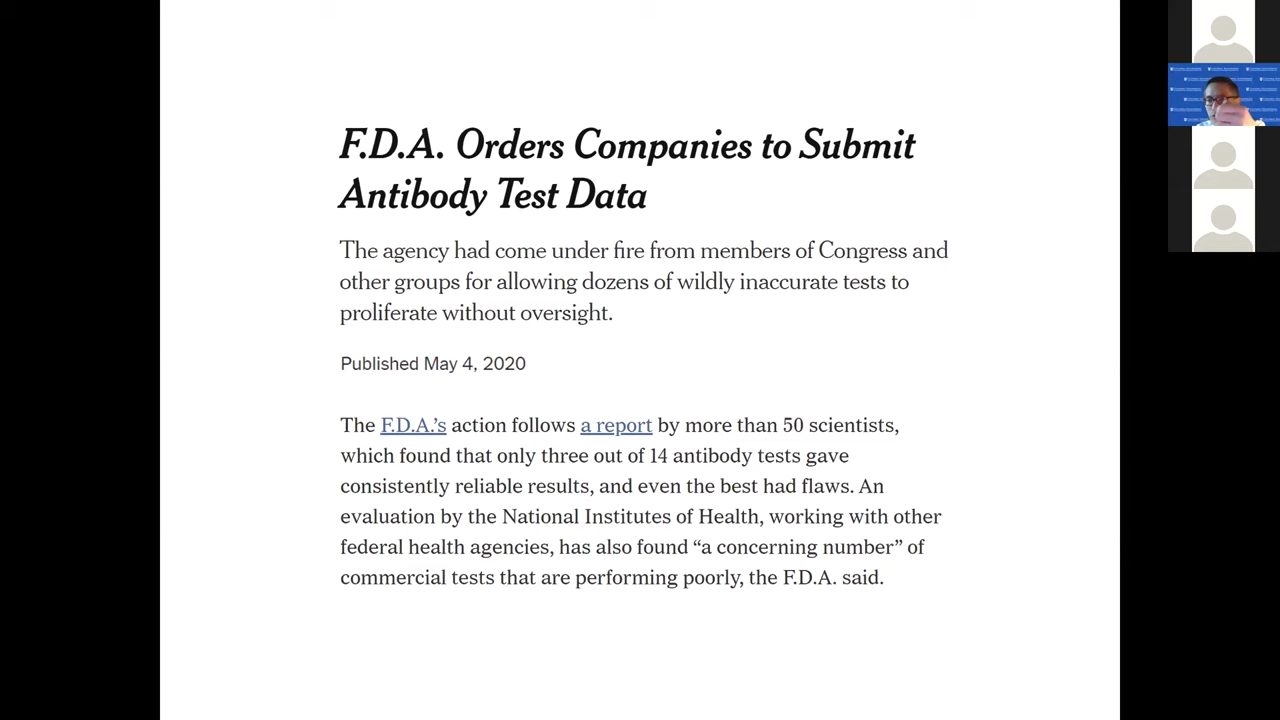 F.D.A. Orders Companies to Submit
Antibody Test Data
The agency had come under fire from members of Congress and
other groups for allowing dozens of wildly inaccurate tests to
proliferate without oversight.
Published May 4, 2020
The F.D.A.’s action follows a report by more than 50 scientists,
which found that only three out of 14 antibody tests gave
consistently reliable results, and even the best had flaws. An
evaluation by the National Institutes of Health, working with other
federal health agencies, has also found “a concerning number” of
commercial tests that are performing poorly, the F.D.A. said.